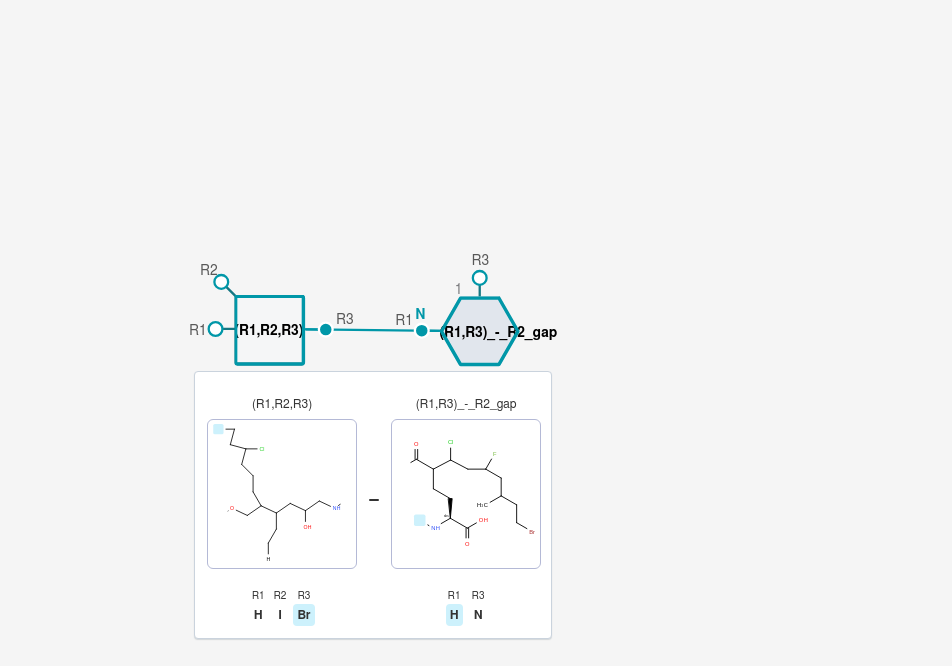 R3
R2
1
N
R1 (R1,R2,R3) R3 R1 (R1,R3)_-_R2_gap
(R1,R2,R3) (R1,R3)_-_R2_gap
Cl
O
NH
OH
H
–
O
Cl
F
H₃C
NH
OH
O
Br
R1 R2 R3 R1 R3
H I Br H N